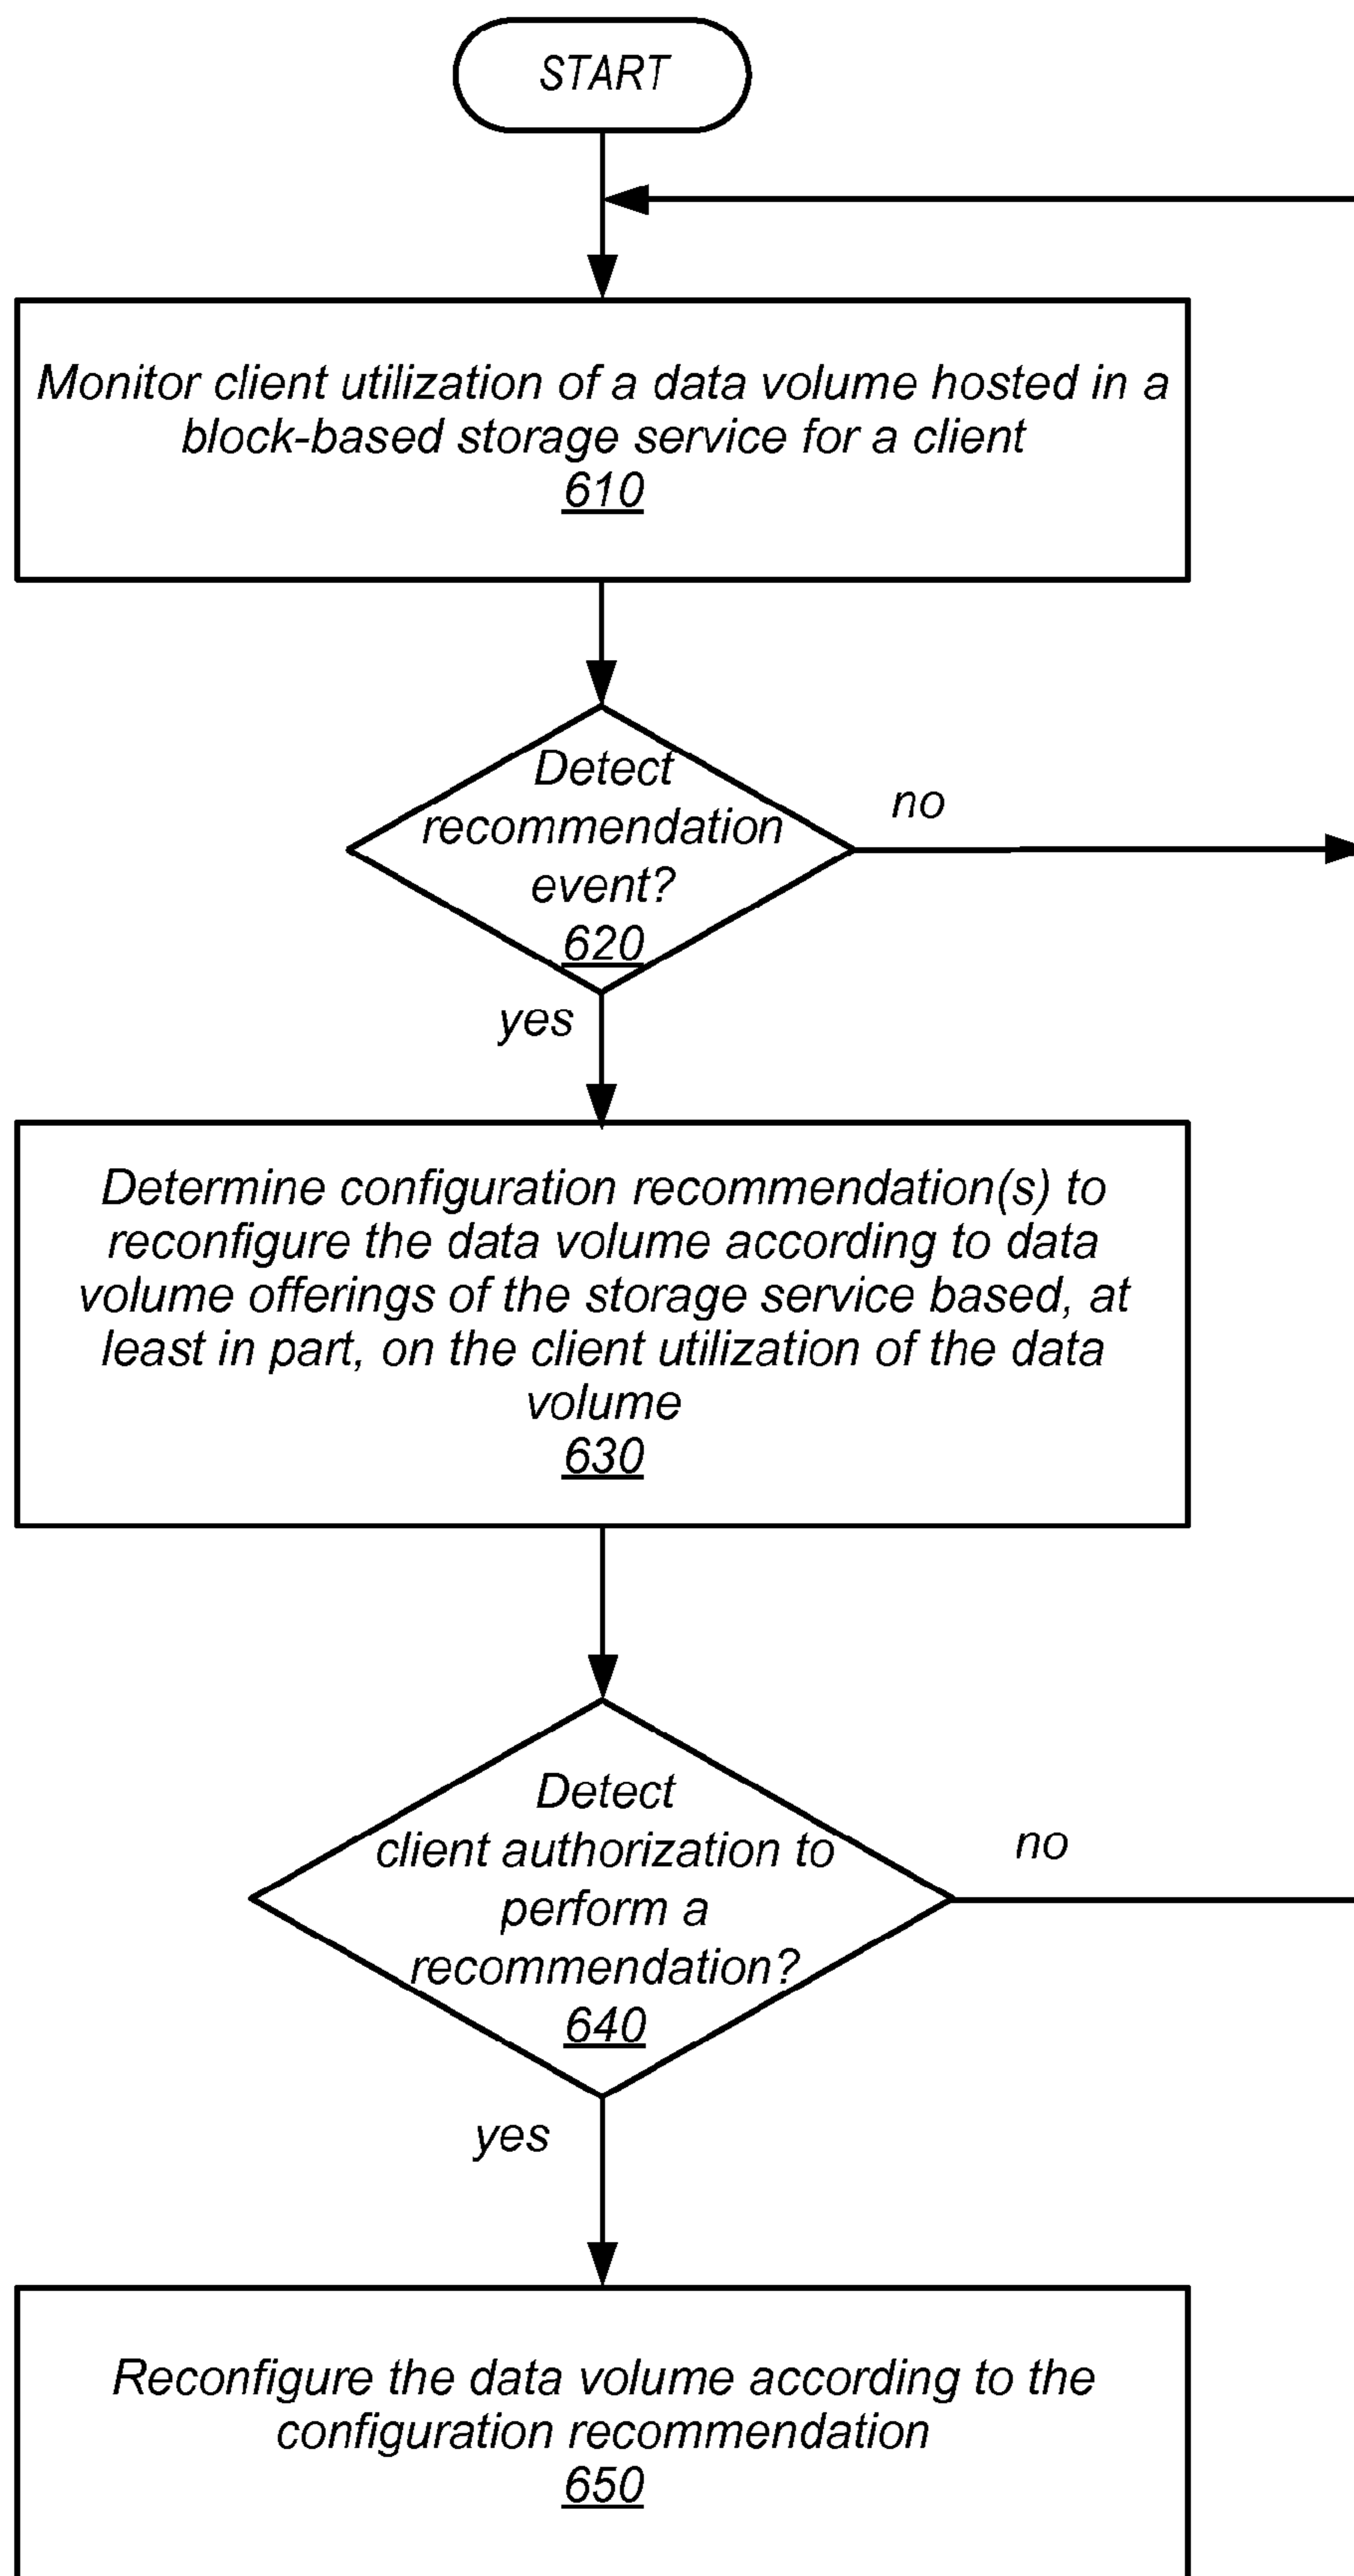 START
Monitor client utilization of a data volume hosted in a
block-based storage service for a client
610
Detect
recommendation
event?
620
no
yes
Determine configuration recommendation(s) to
reconfigure the data volume according to data
volume offerings of the storage service based, at
least in part, on the client utilization of the data
volume
630
Detect
client authorization to
perform a
recommendation?
640
no
yes
Reconfigure the data volume according to the
configuration recommendation
650